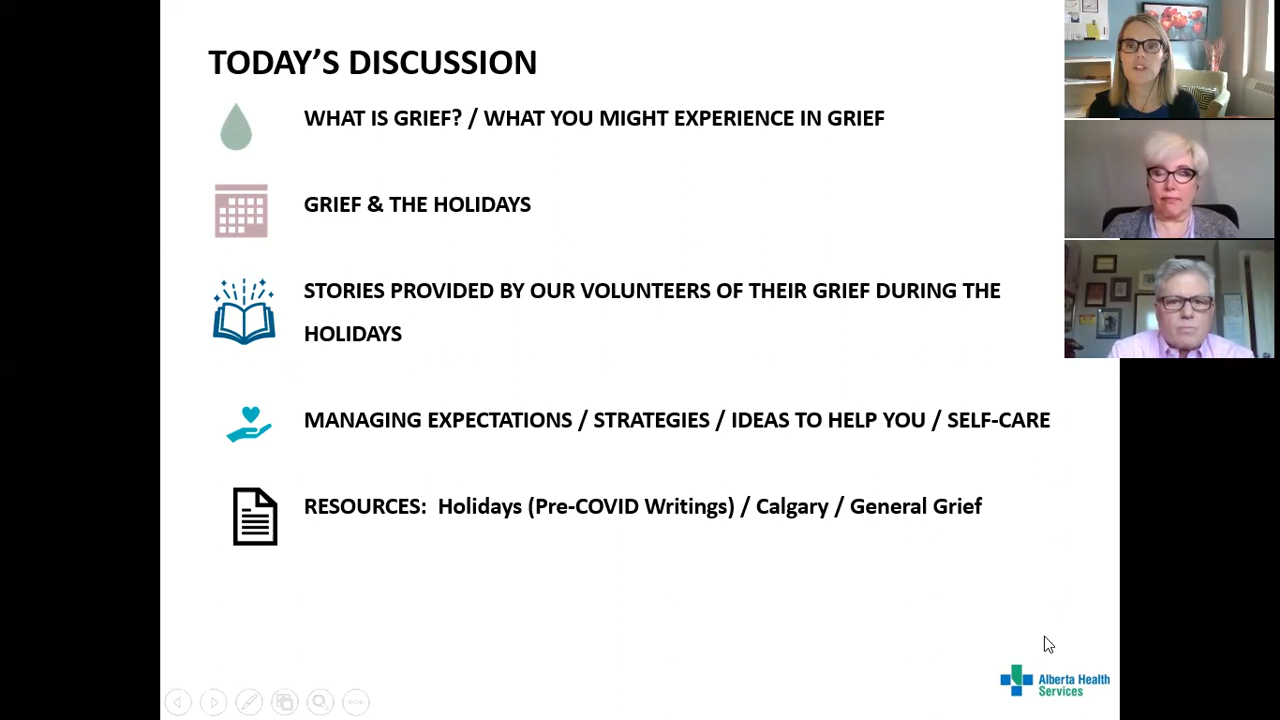 TODAY'S DISCUSSION
WHAT IS GRIEF? / WHAT YOU MIGHT EXPERIENCE IN GRIEF
GRIEF & THE HOLIDAYS
STORIES PROVIDED BY OUR VOLUNTEERS OF THEIR GRIEF DURING THE
HOLIDAYS
MANAGING EXPECTATIONS / STRATEGIES / IDEAS TO HELP YOU / SELF-CARE
RESOURCES: Holidays (Pre-COVID Writings) / Calgary / General Grief
Alberta Health
Services